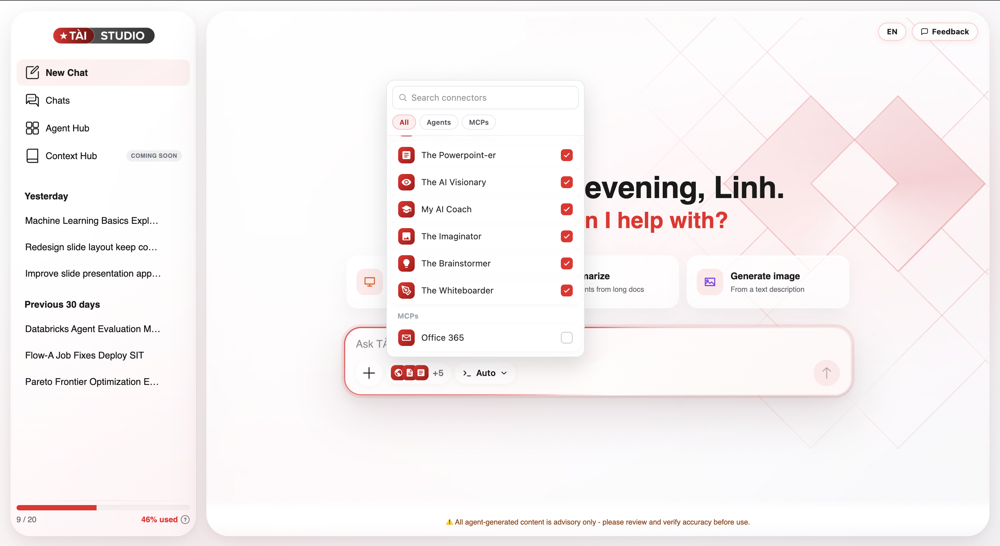 ★ TÀI STUDIO
New Chat
Chats
Agent Hub
Context Hub COMING SOON
Yesterday
Machine Learning Basics Expl...
Redesign slide layout keep co...
Improve slide presentation app...
Previous 30 days
Databricks Agent Evaluation M...
Flow-A Job Fixes Deploy SIT
Pareto Frontier Optimization E...
9 / 20 46% used ?
EN Feedback
Search connectors
All Agents MCPs
The Powerpoint-er
The AI Visionary
My AI Coach
The Imaginator
The Brainstormer
The Whiteboarder
MCPs
Office 365
evening, Linh.
n I help with?
marize
nts from long docs
Generate image
From a text description
Ask TÀ
+5 >_ Auto
⚠ All agent-generated content is advisory only - please review and verify accuracy before use.